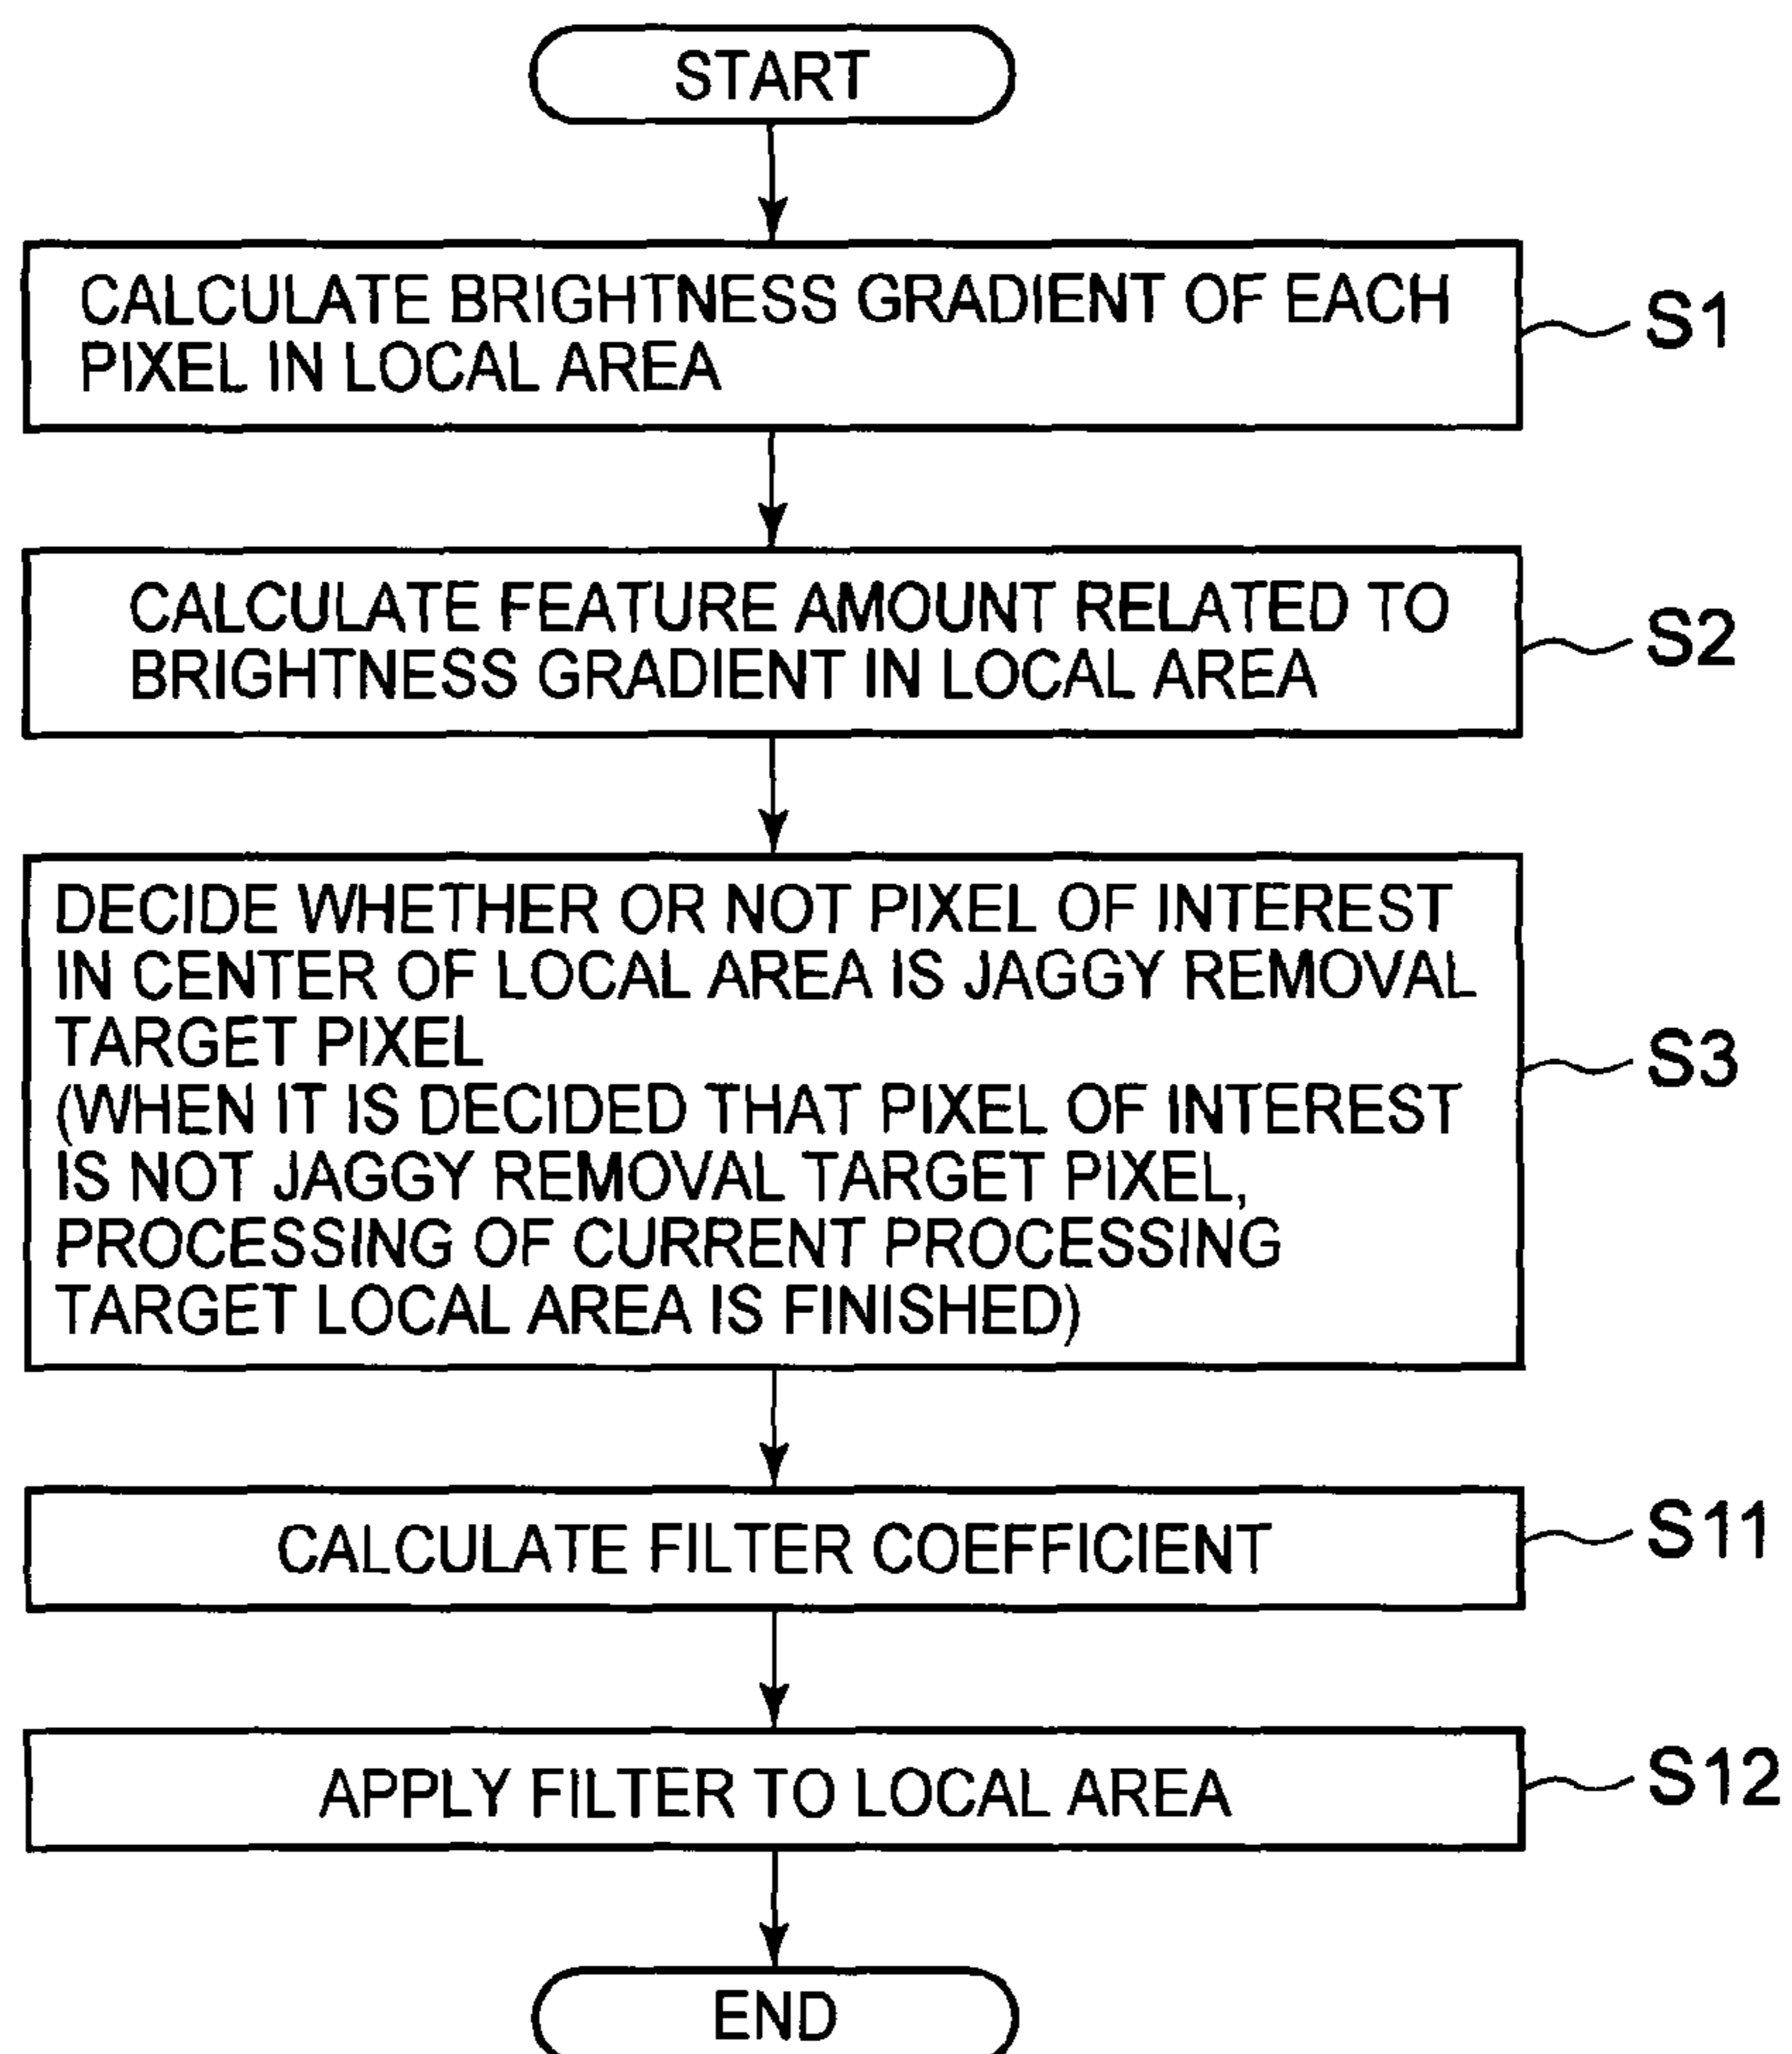 START
CALCULATE BRIGHTNESS GRADIENT OF EACH
PIXEL IN LOCAL AREA
S1
CALCULATE FEATURE AMOUNT RELATED TO
BRIGHTNESS GRADIENT IN LOCAL AREA
S2
DECIDE WHETHER OR NOT PIXEL OF INTEREST
IN CENTER OF LOCAL AREA IS JAGGY REMOVAL
TARGET PIXEL
(WHEN IT IS DECIDED THAT PIXEL OF INTEREST
IS NOT JAGGY REMOVAL TARGET PIXEL,
PROCESSING OF CURRENT PROCESSING
TARGET LOCAL AREA IS FINISHED)
S3
CALCULATE FILTER COEFFICIENT
S11
APPLY FILTER TO LOCAL AREA
S12
END